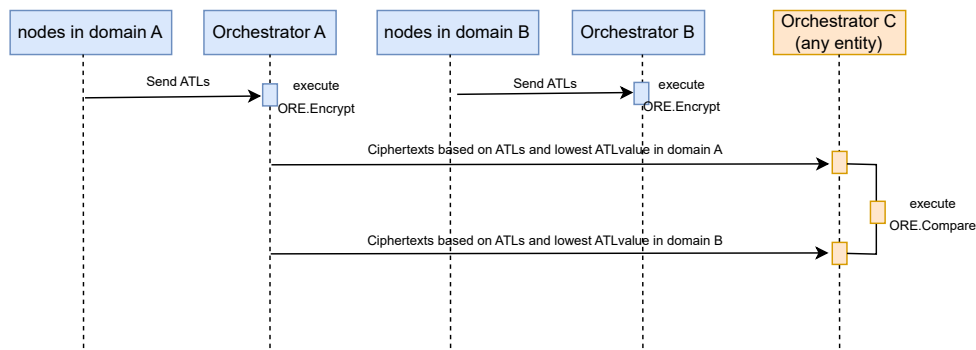 nodes in domain A
Orchestrator A
nodes in domain B
Orchestrator B
Orchestrator C
(any entity)
Send ATLs
execute
ORE.Encrypt
Send ATLs
execute
ORE.Encrypt
Ciphertexts based on ATLs and lowest ATLvalue in domain A
execute
ORE.Compare
Ciphertexts based on ATLs and lowest ATLvalue in domain B